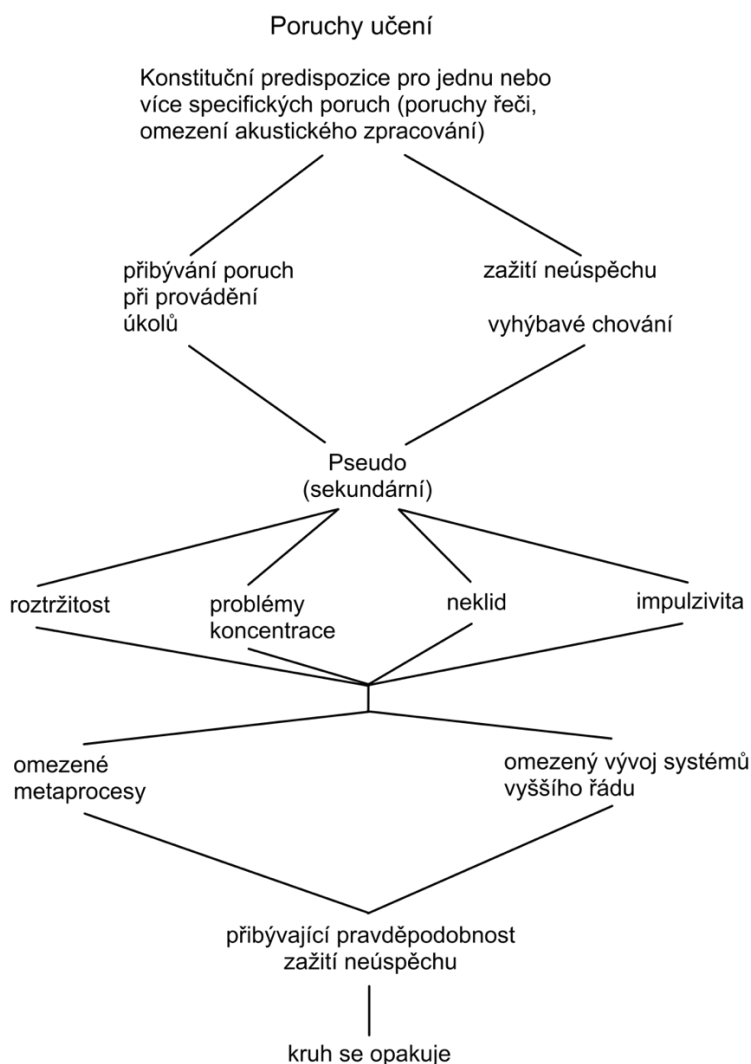 Poruchy učení
Konstituční predispozice pro jednu nebo
více specifických poruch (poruchy řeči,
omezení akustického zpracování)
přibývání poruch
při provádění
úkolů
zažití neúspěchu
vyhýbavé chování
Pseudo
(sekundární)
roztržitost
problémy
koncentrace
neklid
impulzivita
omezené
metaprocesy
omezený vývoj systémů
vyššího řádu
přibývající pravděpodobnost
zažití neúspěchu
kruh se opakuje